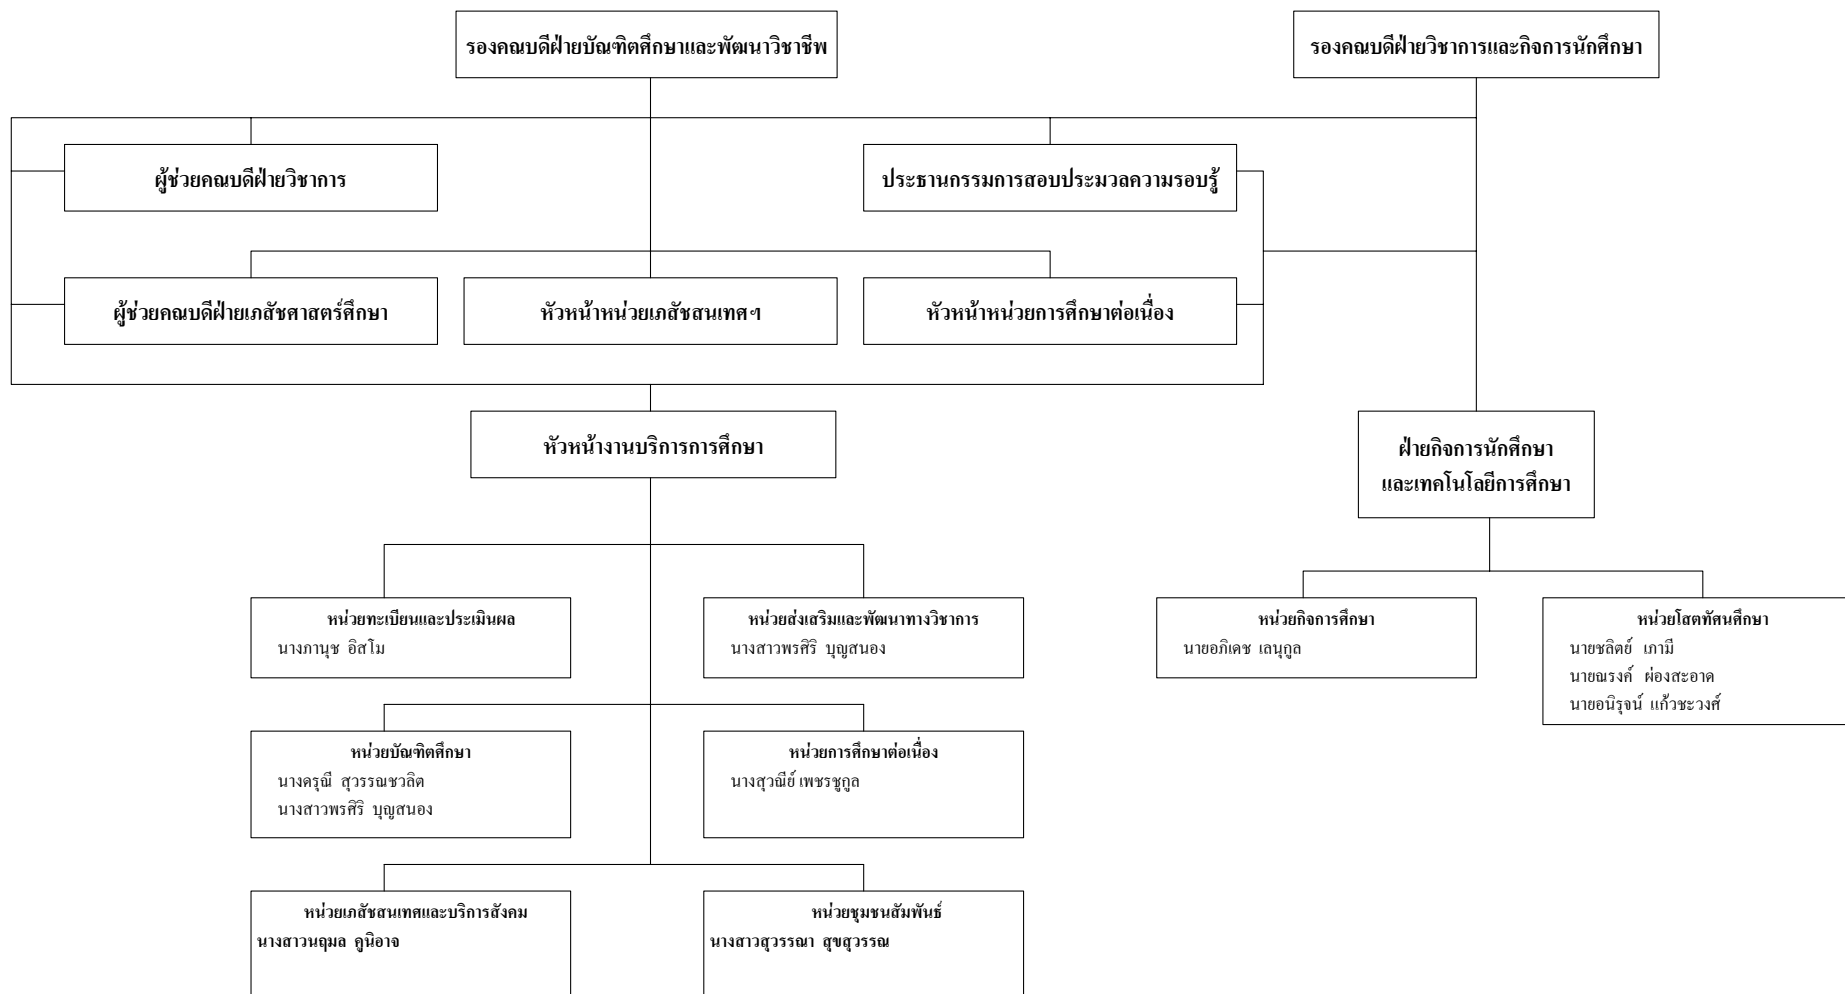 รองคณบดีฝ่ายบัณฑิตศึกษาและพัฒนาวิชาชีพ
รองคณบดีฝ่ายวิชาการและกิจการนักศึกษา
ผู้ช่วยคณบดีฝ่ายวิชาการ
ประธานกรรมการสอบประมวลความรอบรู้
ผู้ช่วยคณบดีฝ่ายเภสัชศาสตร์ศึกษา
หัวหน้าหน่วยเภสัชสนเทศฯ
หัวหน้าหน่วยการศึกษาต่อเนื่อง
หัวหน้างานบริการการศึกษา
ฝ่ายกิจการนักศึกษา
และเทคโนโลยีการศึกษา
หน่วยทะเบียนและประเมินผล
นางภานุช อิสโม
หน่วยส่งเสริมและพัฒนาทางวิชาการ
นางสาวพรศิริ บุญสนอง
หน่วยกิจการศึกษา
นายอภิเดช เลนุกูล
หน่วยโสตทัศนศึกษา
นายชลิตย์ เภามี
นายณรงค์ ผ่องสะอาด
นายอนิรุจน์ แก้วชะวงศ์
หน่วยบัณฑิตศึกษา
นางดรุณี สุวรรณชวลิต
นางสาวพรศิริ บุญสนอง
หน่วยการศึกษาต่อเนื่อง
นางสุวณีย์ เพชรชูกูล
หน่วยเภสัชสนเทศและบริการสังคม
นางสาวนฤมล คูนิอาจ
หน่วยชุมชนสัมพันธ์
นางสาวสุวรรณา สุขสุวรรณ